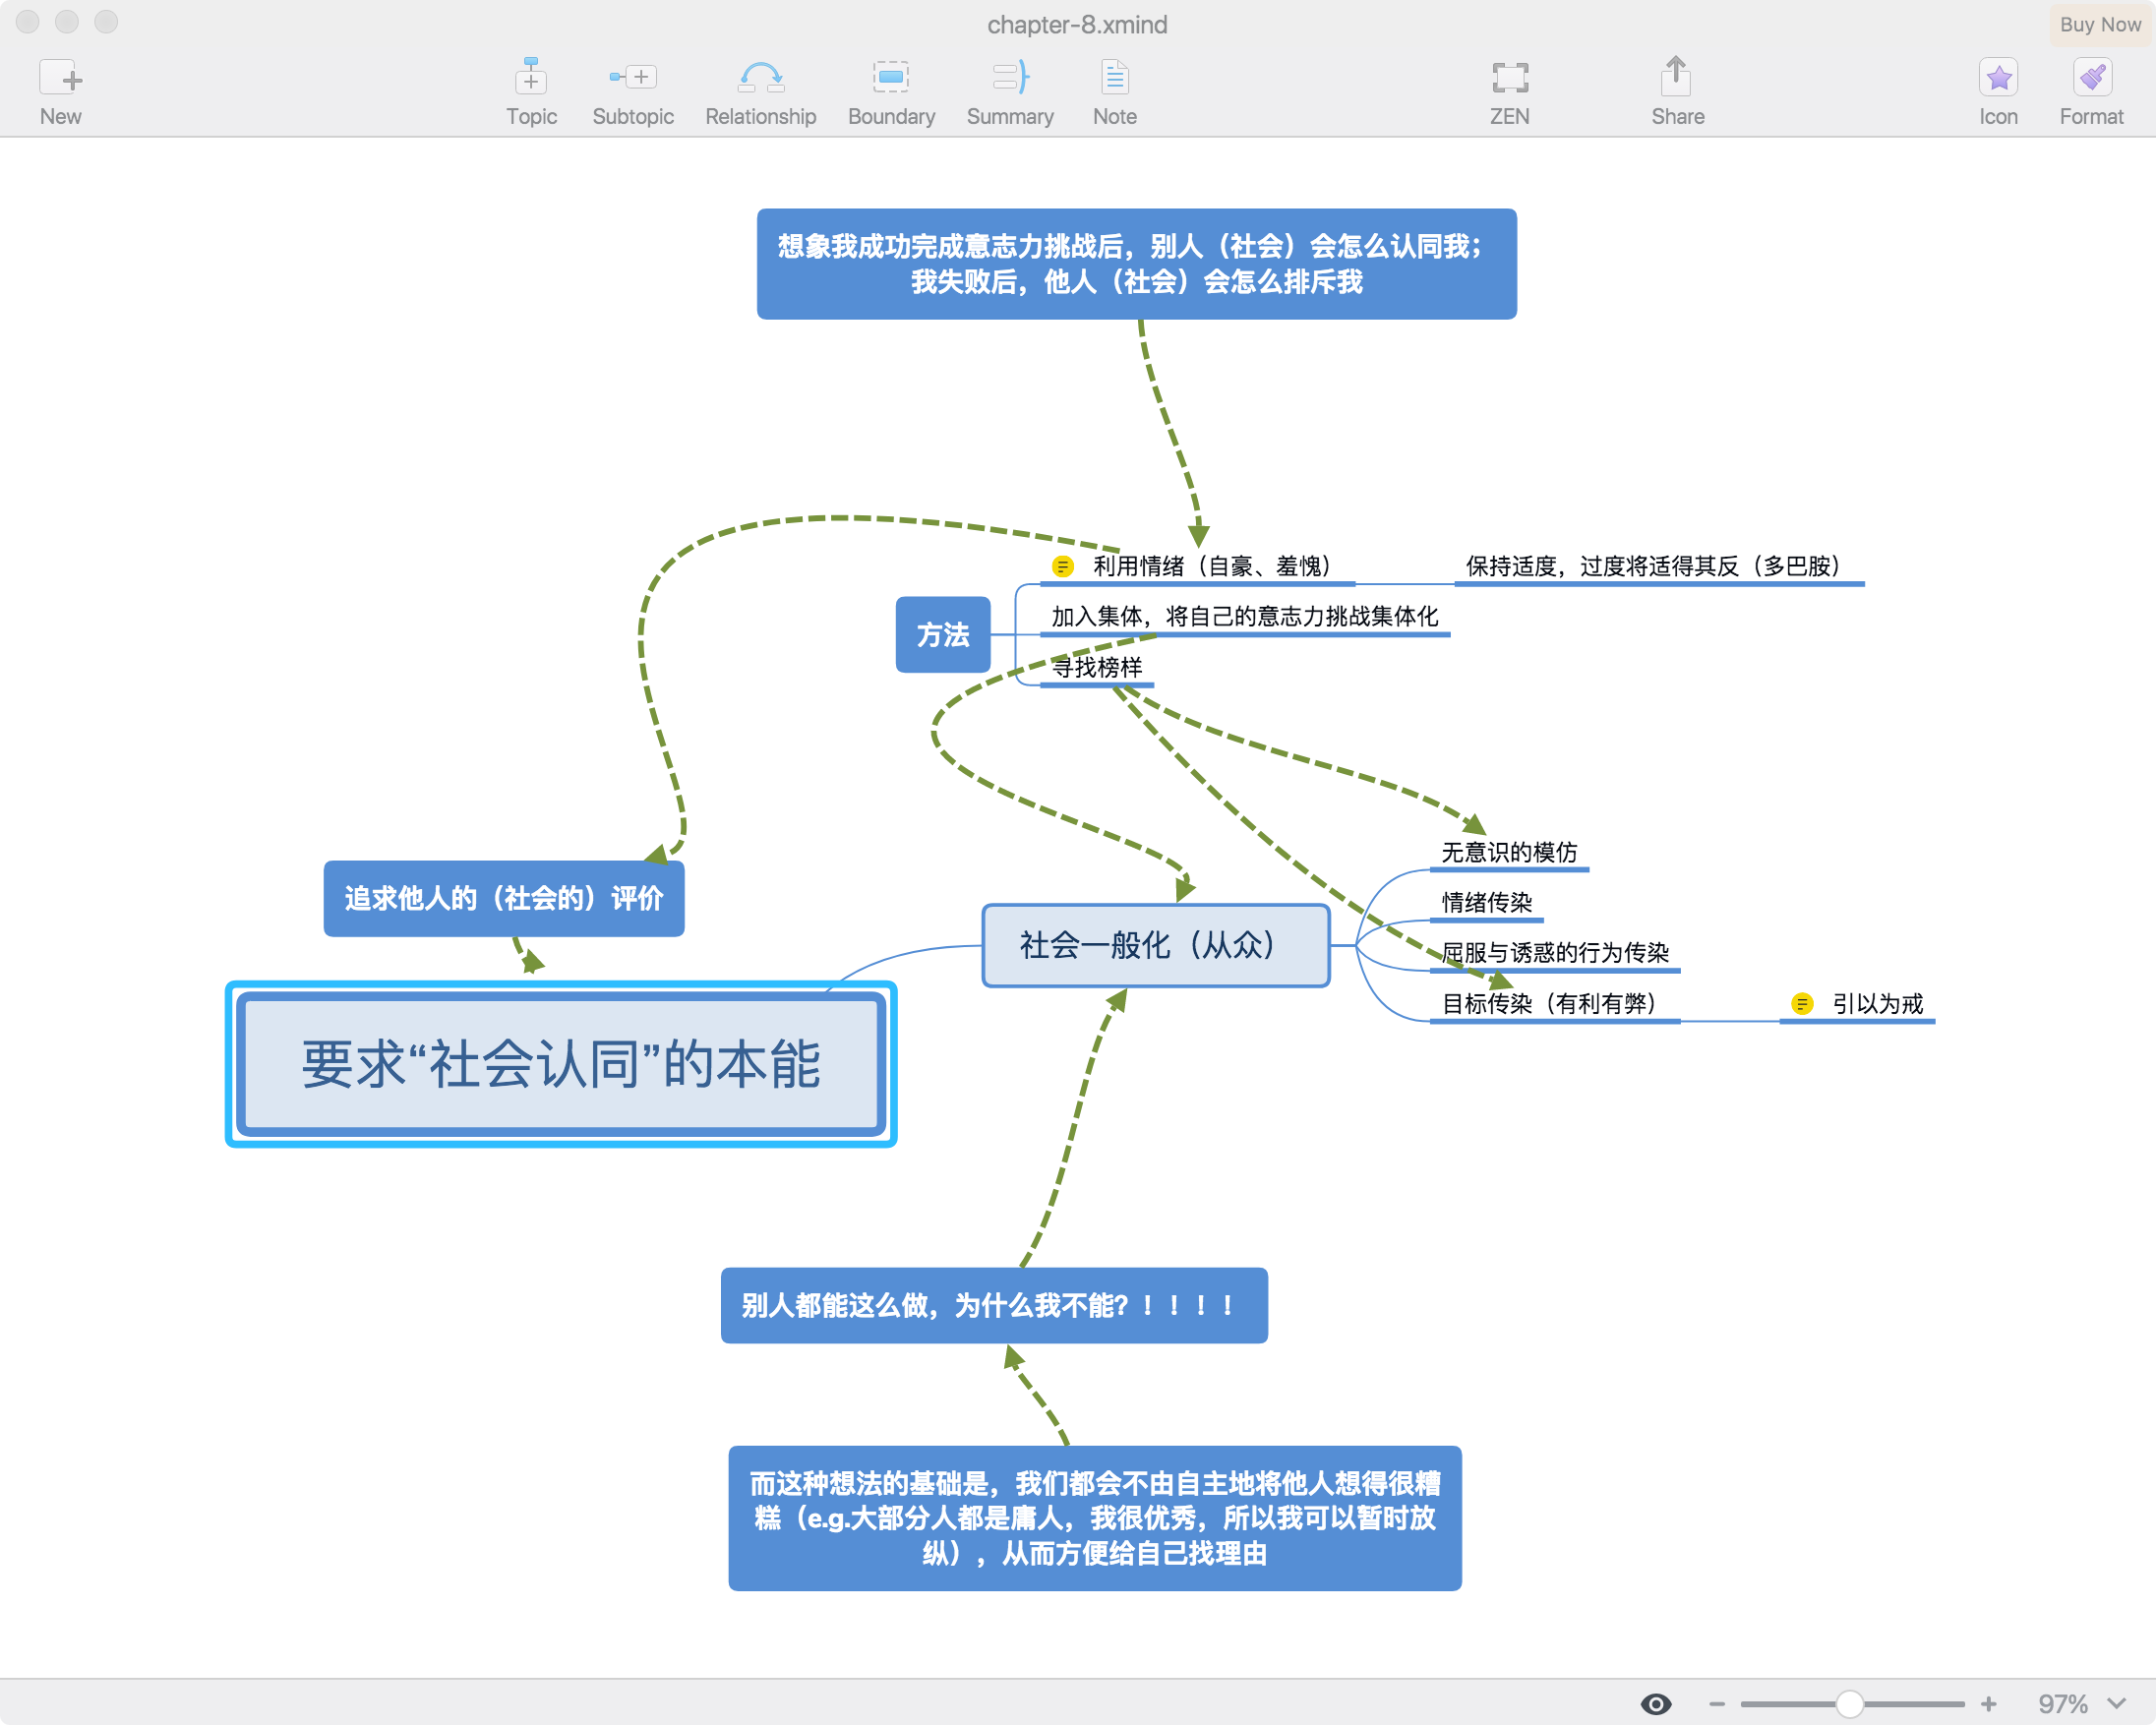 chapter-8.xmind
Buy Now
New
Topic
Subtopic
Relationship
Boundary
Summary
Note
ZEN
Share
Icon
Format
想象我成功完成意志力挑战后，别人（社会）会怎么认同我；
我失败后，他人（社会）会怎么排斥我
利用情绪（自豪、羞愧）
保持适度，过度将适得其反（多巴胺）
方法
加入集体，将自己的意志力挑战集体化
寻找榜样
无意识的模仿
追求他人的（社会的）评价
情绪传染
社会一般化（从众）
屈服与诱惑的行为传染
目标传染（有利有弊）
引以为戒
要求“社会认同”的本能
别人都能这么做，为什么我不能？！！！！
而这种想法的基础是，我们都会不由自主地将他人想得很糟
糕（e.g.大部分人都是庸人，我很优秀，所以我可以暂时放
纵），从而方便给自己找理由
97%